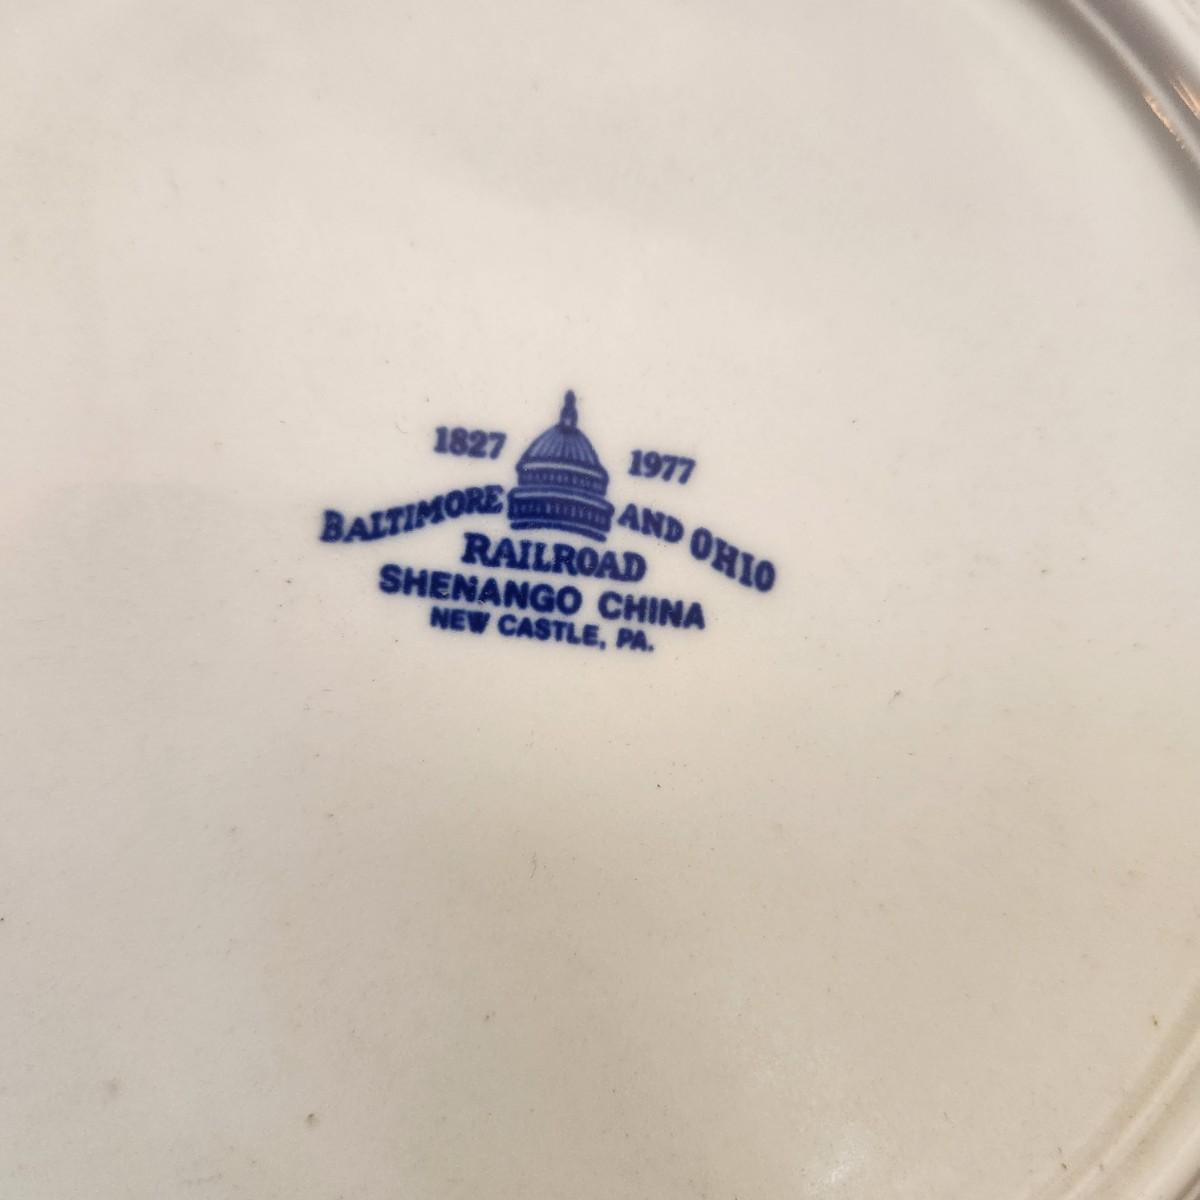 1827 1977
BALTIMORE AND OHIO
RAILROAD
SHENANGO CHINA
NEW CASTLE, PA.